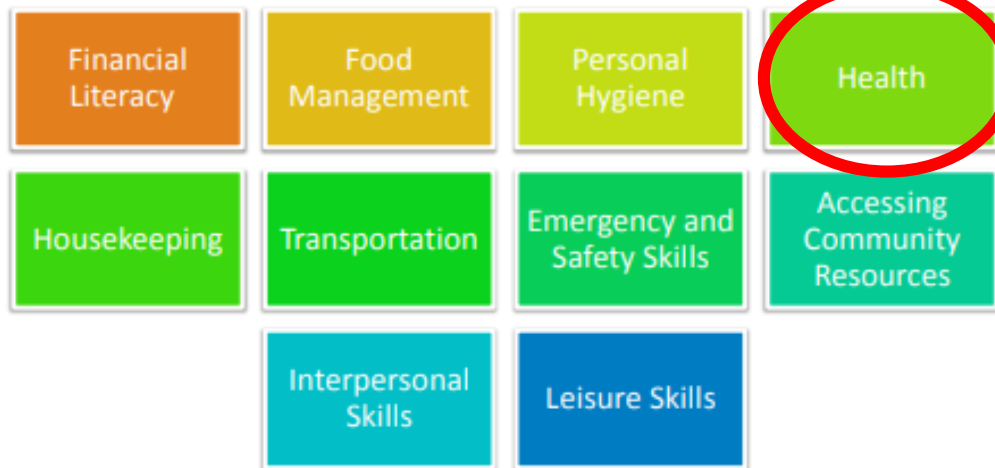 Financial
Literacy
Food
Management
Personal
Hygiene
Health
Housekeeping
Transportation
Emergency and
Safety Skills
Accessing
Community
Resources
Interpersonal
Skills
Leisure Skills